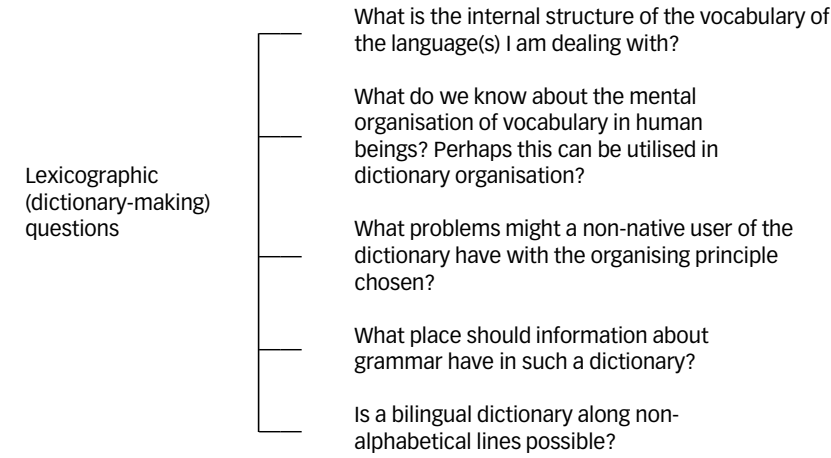 Lexicographic
(dictionary-making)
questions
What is the internal structure of the vocabulary of
the language(s) I am dealing with?
What do we know about the mental
organisation of vocabulary in human
beings? Perhaps this can be utilised in
dictionary organisation?
What problems might a non-native user of the
dictionary have with the organising principle
chosen?
What place should information about
grammar have in such a dictionary?
Is a bilingual dictionary along non-
alphabetical lines possible?